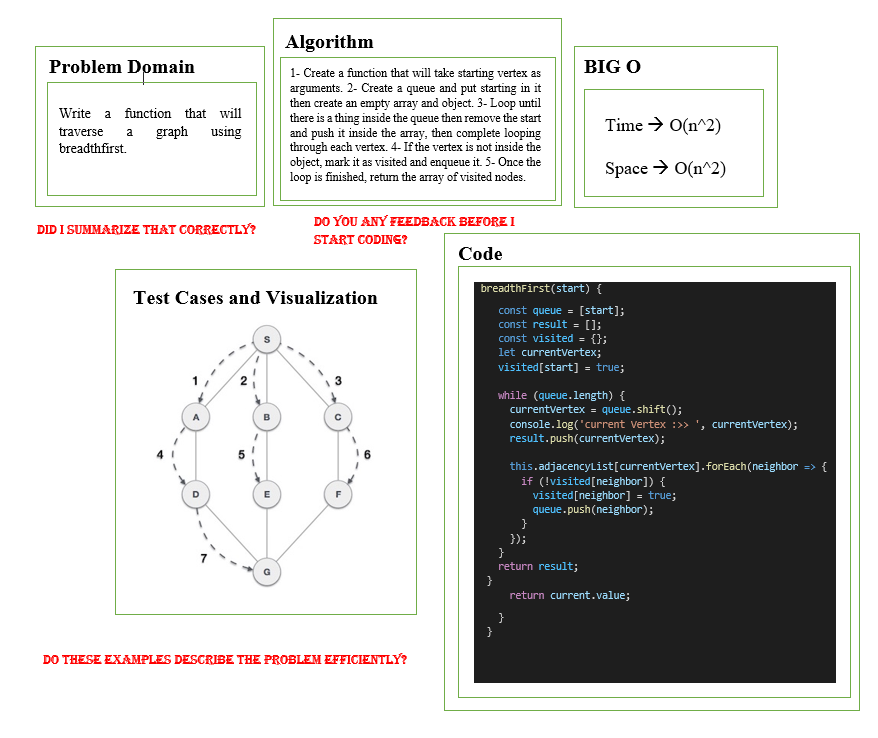 Problem Domain
Write a function that will
traverse a graph using
breadthfirst.
DID I SUMMARIZE THAT CORRECTLY?
Algorithm
1- Create a function that will take starting vertex as
arguments. 2- Create a queue and put starting in it
then create an empty array and object. 3- Loop until
there is a thing inside the queue then remove the start
and push it inside the array, then complete looping
through each vertex. 4- If the vertex is not inside the
object, mark it as visited and enqueue it. 5- Once the
loop is finished, return the array of visited nodes.
DO YOU ANY FEEDBACK BEFORE I
START CODING?
BIG O
Time → O(n^2)
Space → O(n^2)
Test Cases and Visualization
S
1 2 3
A B C
4 5 6
D E F
7
G
DO THESE EXAMPLES DESCRIBE THE PROBLEM EFFICIENTLY?
Code
breadthFirst(start) {
const queue = [start];
const result = [];
const visited = {};
let currentVertex;
visited[start] = true;
while (queue.length) {
currentVertex = queue.shift();
console.log('current Vertex :>> ', currentVertex);
result.push(currentVertex);
this.adjacencyList[currentVertex].forEach(neighbor => {
if (!visited[neighbor]) {
visited[neighbor] = true;
queue.push(neighbor);
}
});
}
return result;
}
return current.value;
}
}